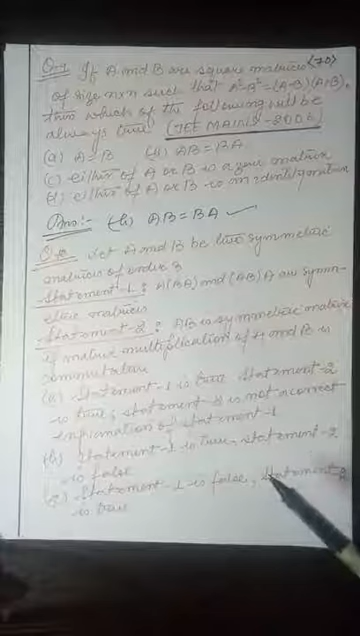 Q-7 If A and B are square matrices <70>
of size nxn such that A²-B²=(A-B)(A+B),
then which of the following will be
always true (JEE MAINS-2006)
(a) A=B (b) AB=BA
(c) either of A or B is a zero matrix
(d) either of A or B is an identity matrix
Ans:- (b) AB=BA
Q-8 Let A and B be two symmetric
matrices of order 3
Statement-1: A(BA) and (AB)A are symm-
etric matrices
Statement-2: AB is symmetric matrix
if matrix multiplication of A and B is
commutative
(a) Statement-1 is true Statement-2
is true, statement-2 is not a correct
of statement-1
(b) Statement-1 is true, statement-2
is false
Statement-1 is false, Statement-2
is true